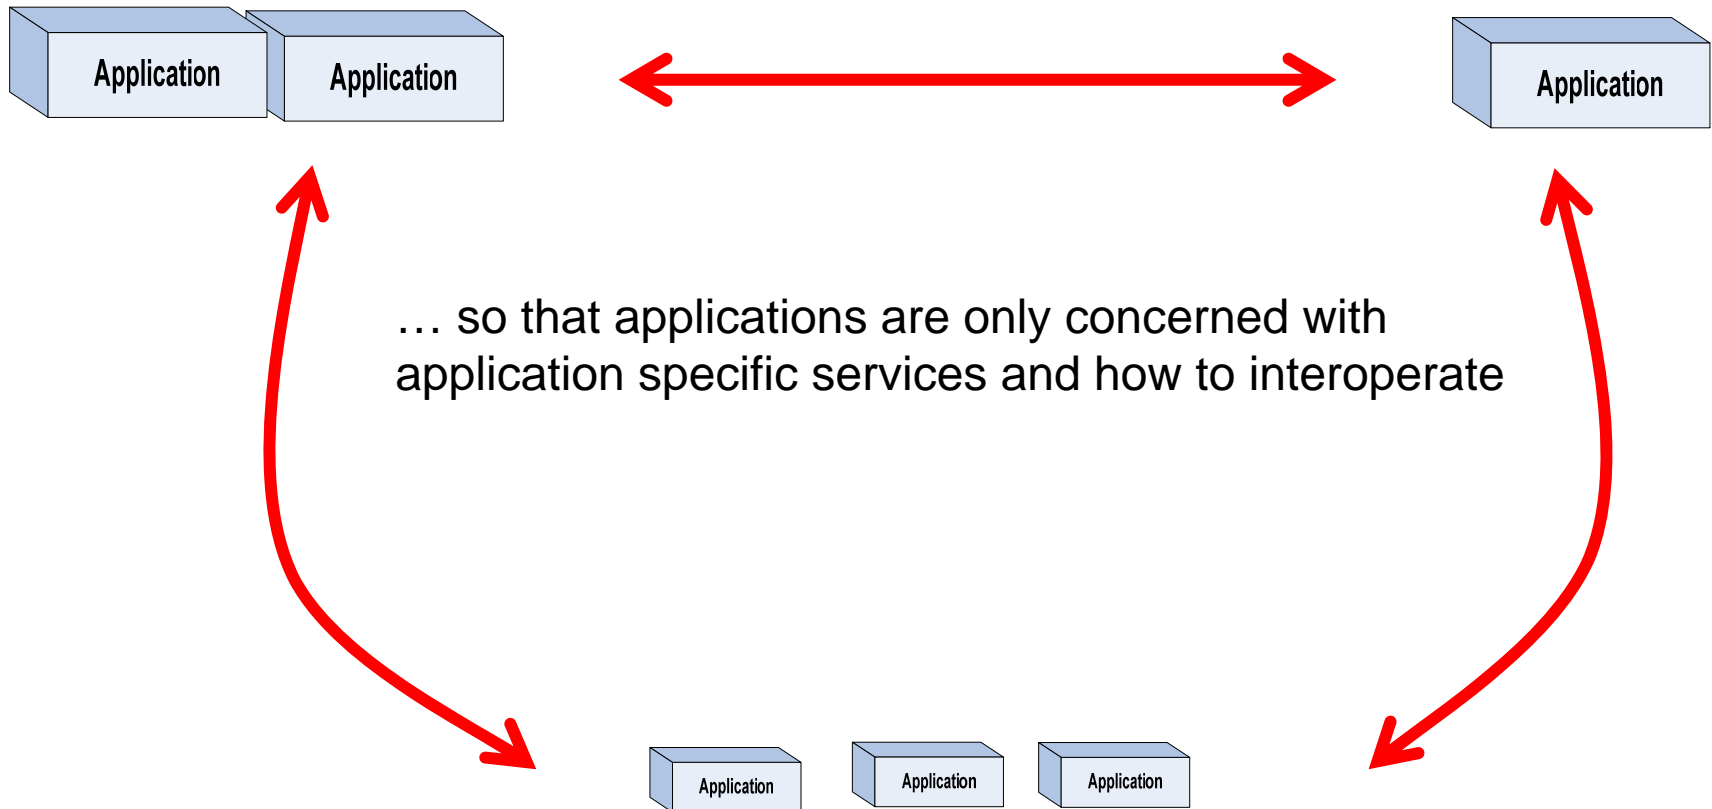 Application
Application
Application
… so that applications are only concerned with
application specific services and how to interoperate
Application
Application
Application